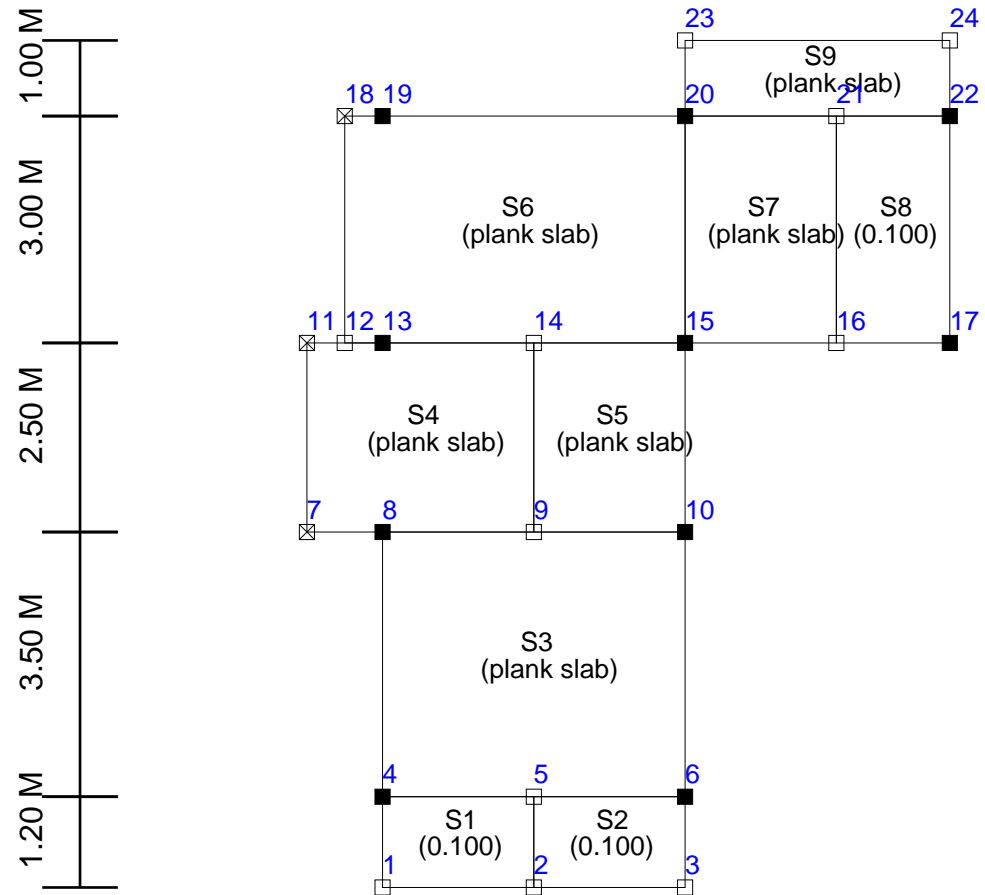 23
24
1.00 M
S9
(plank slab)
18
19
20
21
22
3.00 M
S6
(plank slab)
S7
(plank slab)
S8
(0.100)
11
12
13
14
15
16
17
2.50 M
S4
(plank slab)
S5
(plank slab)
7
8
9
10
3.50 M
S3
(plank slab)
4
5
6
1.20 M
S1
(0.100)
S2
(0.100)
1
2
3